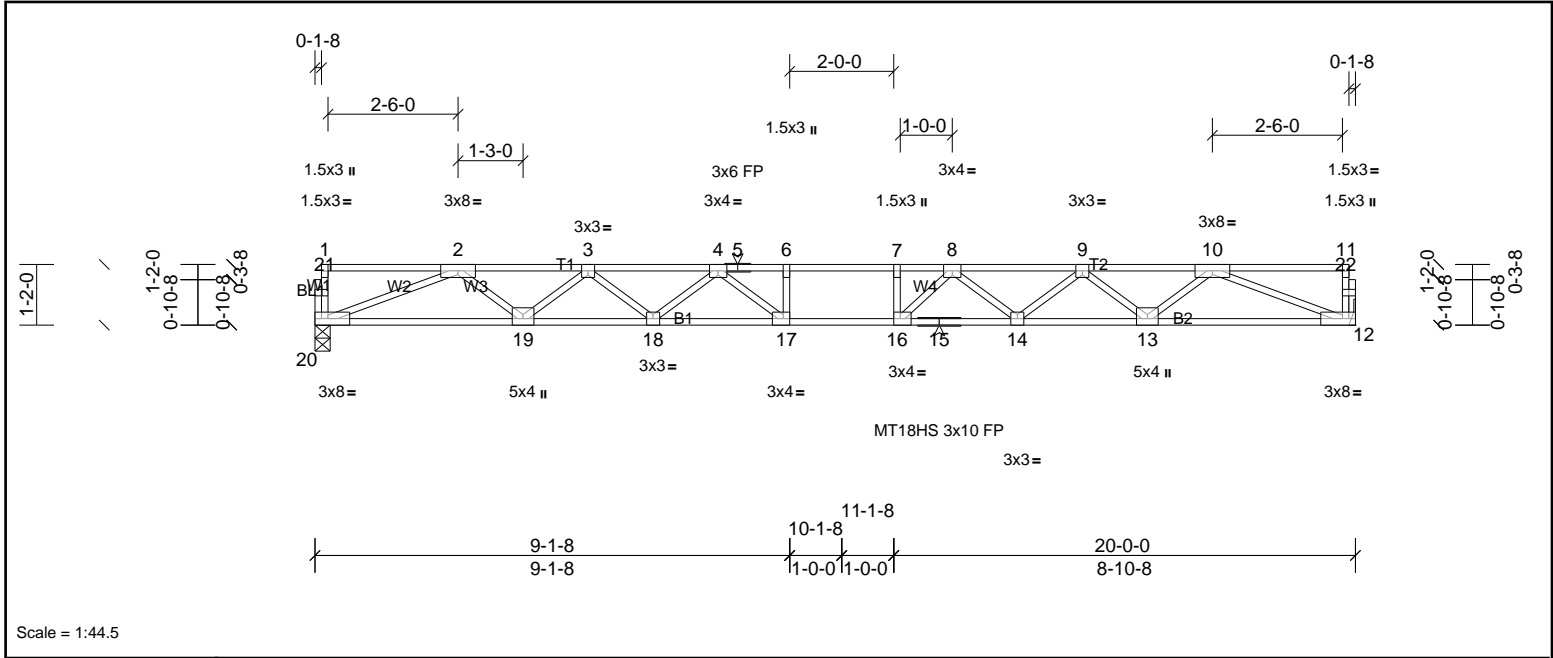 0-1-8
0-1-8
2-0-0
2-6-0
1-0-0
2-6-0
1-3-0
1.5x3 II
1.5x3 II
3x6 FP
3x4 =
1.5x3 =
1.5x3 =
3x8 =
3x4 =
1.5x3 II
3x3 =
1.5x3 II
3x3 =
3x8 =
1 2 3 4 5 6 7 8 9 10 11
21 T1 T2 22
W1 W2 W3 W4
BL
B1 B2
1-2-0
1-2-0
0-10-8
0-10-8
0-3-8
1-2-0
0-10-8
0-10-8
0-3-8
20 19 18 17 16 15 14 13 12
3x3 =
3x4 =
5x4 II
3x8 =
5x4 II
3x4 =
3x8 =
MT18HS 3x10 FP
3x3 =
11-1-8
10-1-8
9-1-8
20-0-0
9-1-8
1-0-0
1-0-0
8-10-8
Scale = 1:44.5